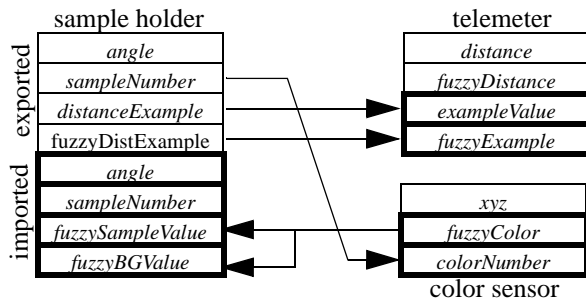 sample holder
telemeter
exported
angle
sampleNumber
distanceExample
fuzzyDistExample
imported
angle
sampleNumber
fuzzySampleValue
fuzzyBGValue
distance
fuzzyDistance
exampleValue
fuzzyExample
xyz
fuzzyColor
colorNumber
color sensor